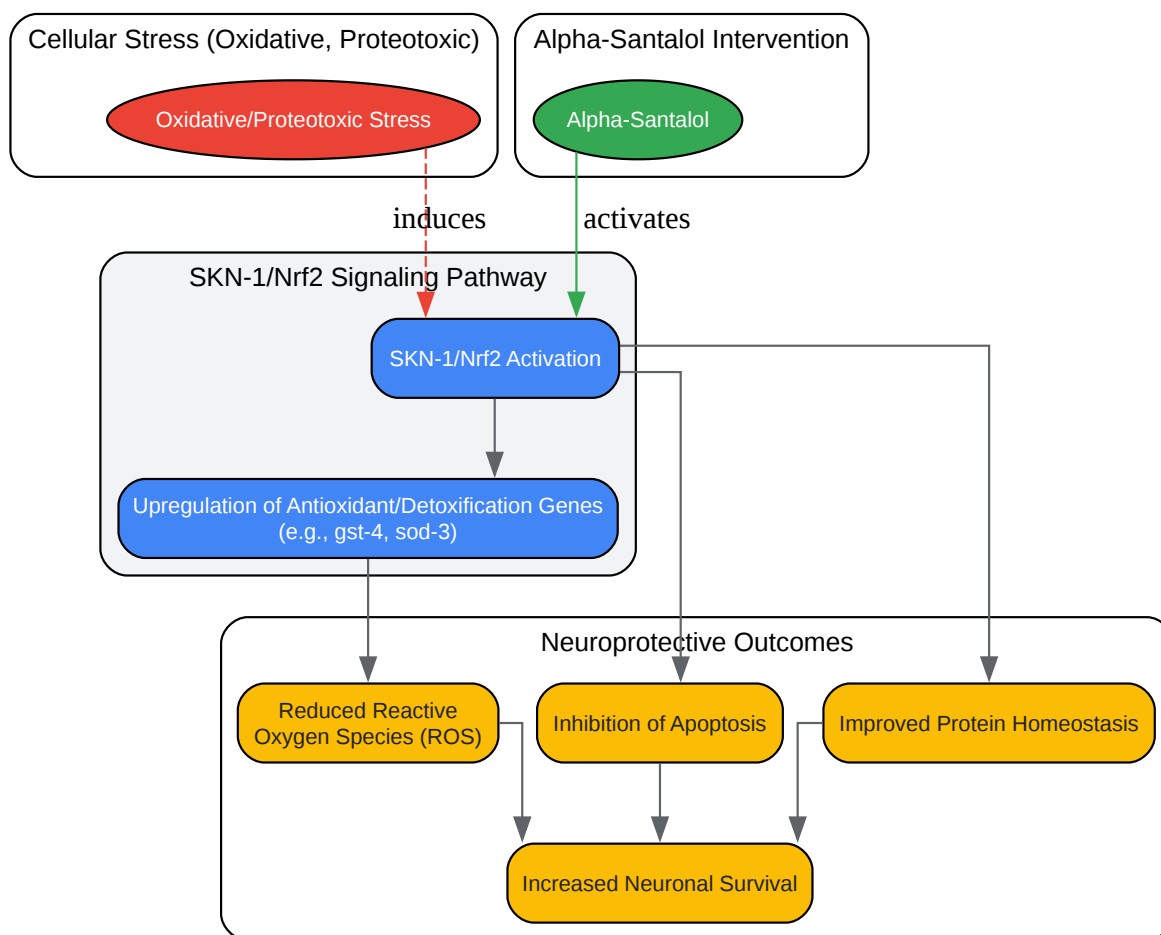 Cellular Stress (Oxidative, Proteotoxic)
Alpha-Santalol Intervention
Oxidative/Proteotoxic Stress
Alpha-Santalol
induces
activates
SKN-1/Nrf2 Signaling Pathway
SKN-1/Nrf2 Activation
Upregulation of Antioxidant/Detoxification Genes
(e.g., gst-4, sod-3)
Neuroprotective Outcomes
Reduced Reactive
Oxygen Species (ROS)
Inhibition of Apoptosis
Improved Protein Homeostasis
Increased Neuronal Survival